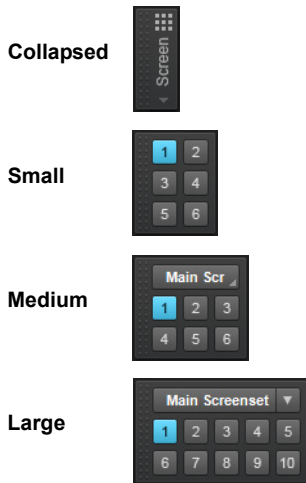 Collapsed
Screen
Small
1 2
3 4
5 6
Medium
Main Scr
1 2 3
4 5 6
Large
Main Screenset
1 2 3 4 5
6 7 8 9 10